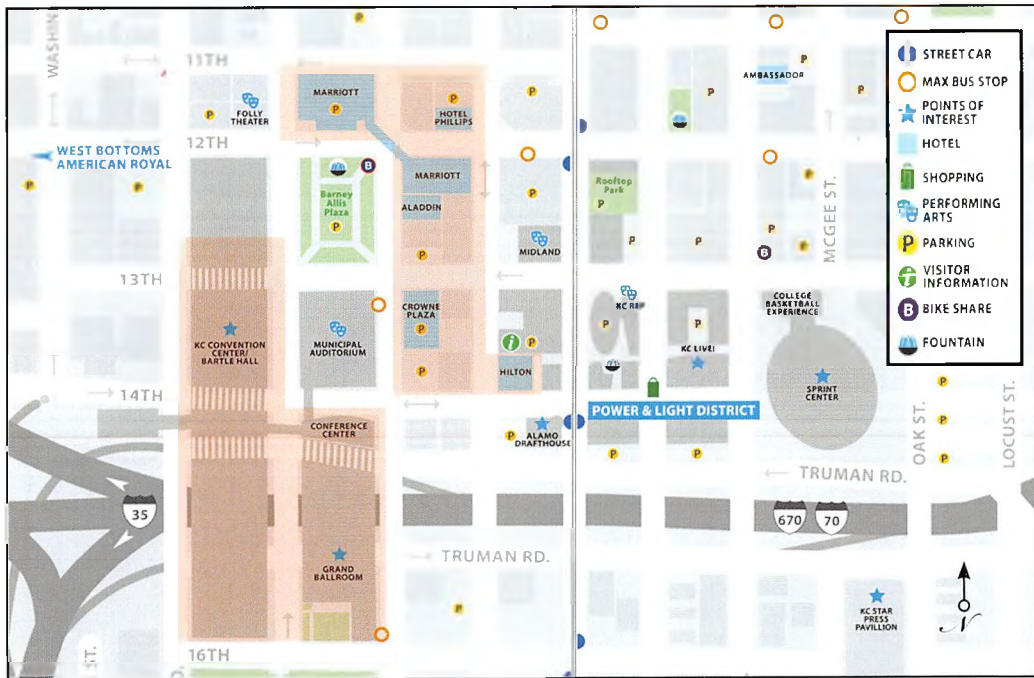 WASHIN
11TH
MARRIOTT
P
FOLLY
THEATER
P
P
HOTEL
PHILLIPS
P
P
AMBASSADOR
P
P
P
STREET CAR
MAX BUS STOP
POINTS OF
INTEREST
HOTEL
SHOPPING
PERFORMING
ARTS
P
PARKING
VISITOR
INFORMATION
B
BIKE SHARE
FOUNTAIN
12TH
WEST BOTTOMS
AMERICAN ROYAL
P
P
B
Barney
Allis
Plaza
P
MARRIOTT
ALADDIN
P
P
MIDLAND
Rooftop
Park
P
P
P
P
P
P
B
MCGEE ST.
13TH
KC CONVENTION
CENTER/
BARTLE HALL
MUNICIPAL
AUDITORIUM
CROWNE
PLAZA
P
P
i
P
HILTON
KC REP
P
P
KC LIVE!
COLLEGE
BASKETBALL
EXPERIENCE
SPRINT
CENTER
14TH
POWER & LIGHT DISTRICT
CONFERENCE
CENTER
P
ALAMO
DRAFTHOUSE
P
P
P
P
P
OAK ST.
LOCUST ST.
TRUMAN RD.
35
670
70
TRUMAN RD.
GRAND
BALLROOM
P
KC STAR
PRESS
PAVILLION
N
16TH
ST.
D.